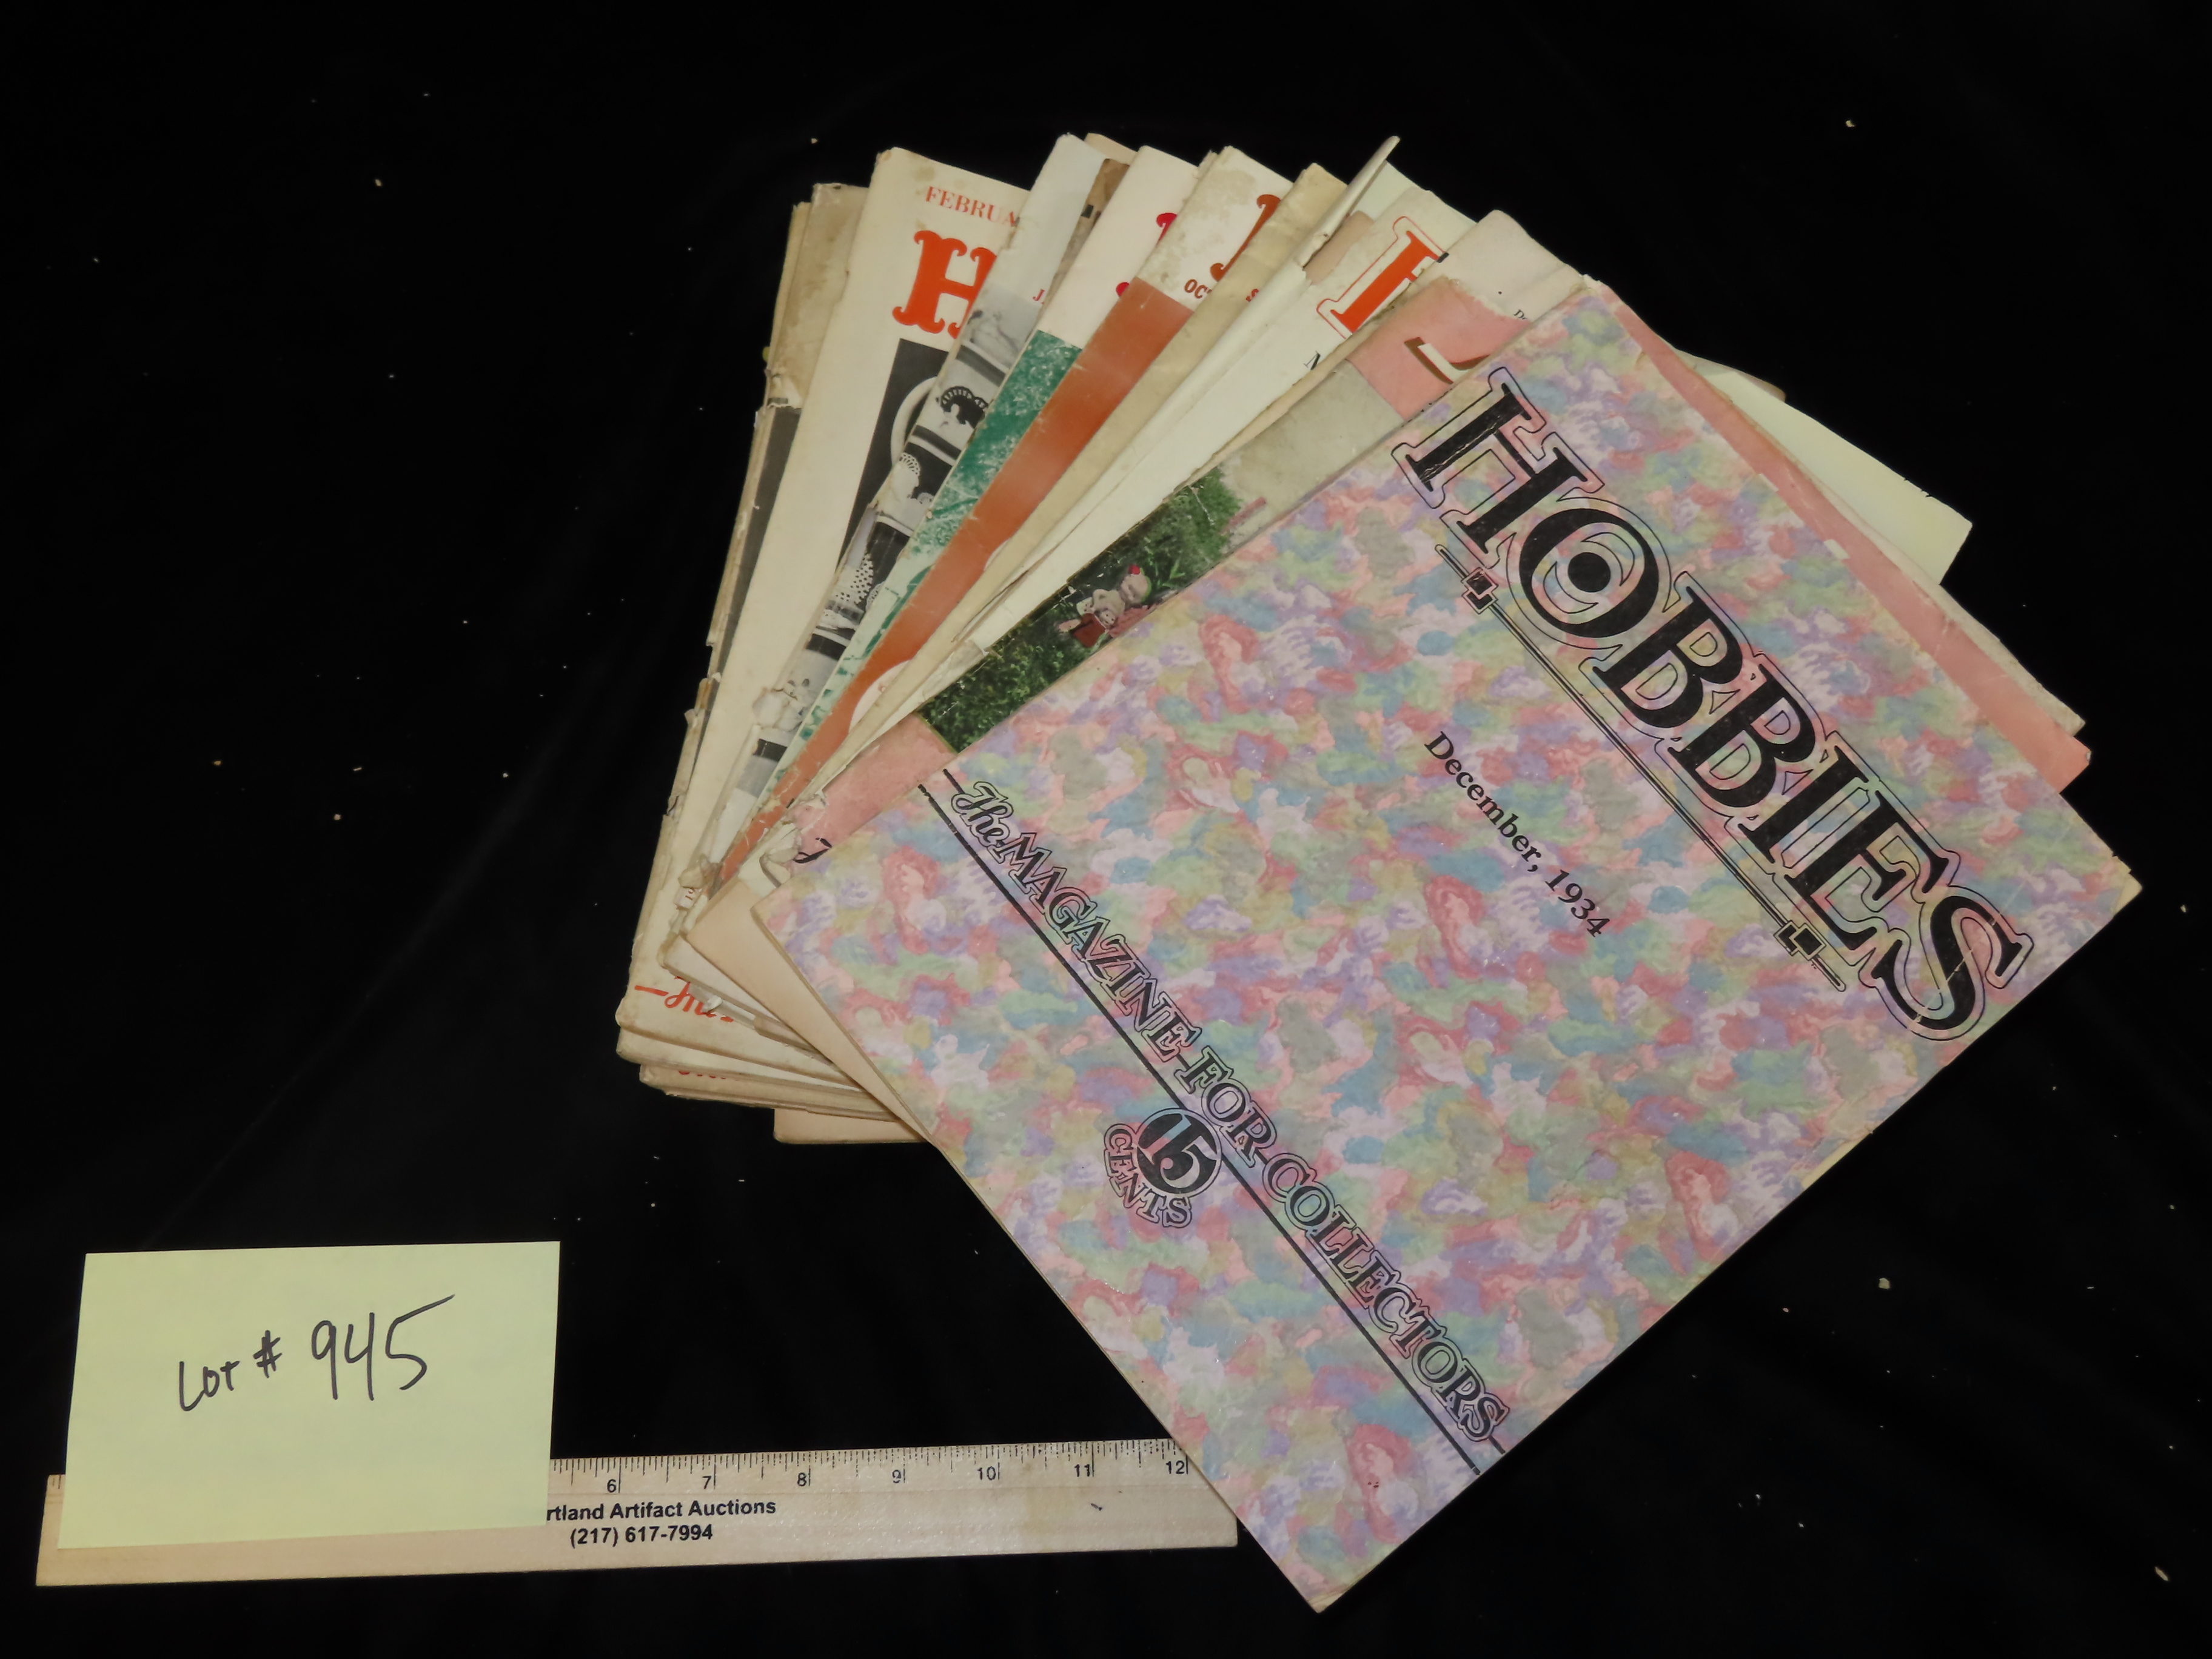 HOBBIES
December, 1934
The MAGAZINE-FOR-COLLECTORS
15
CENTS
Lot # 945
6 7 8 9 10 11 12
rtland Artifact Auctions
(217) 617-7994